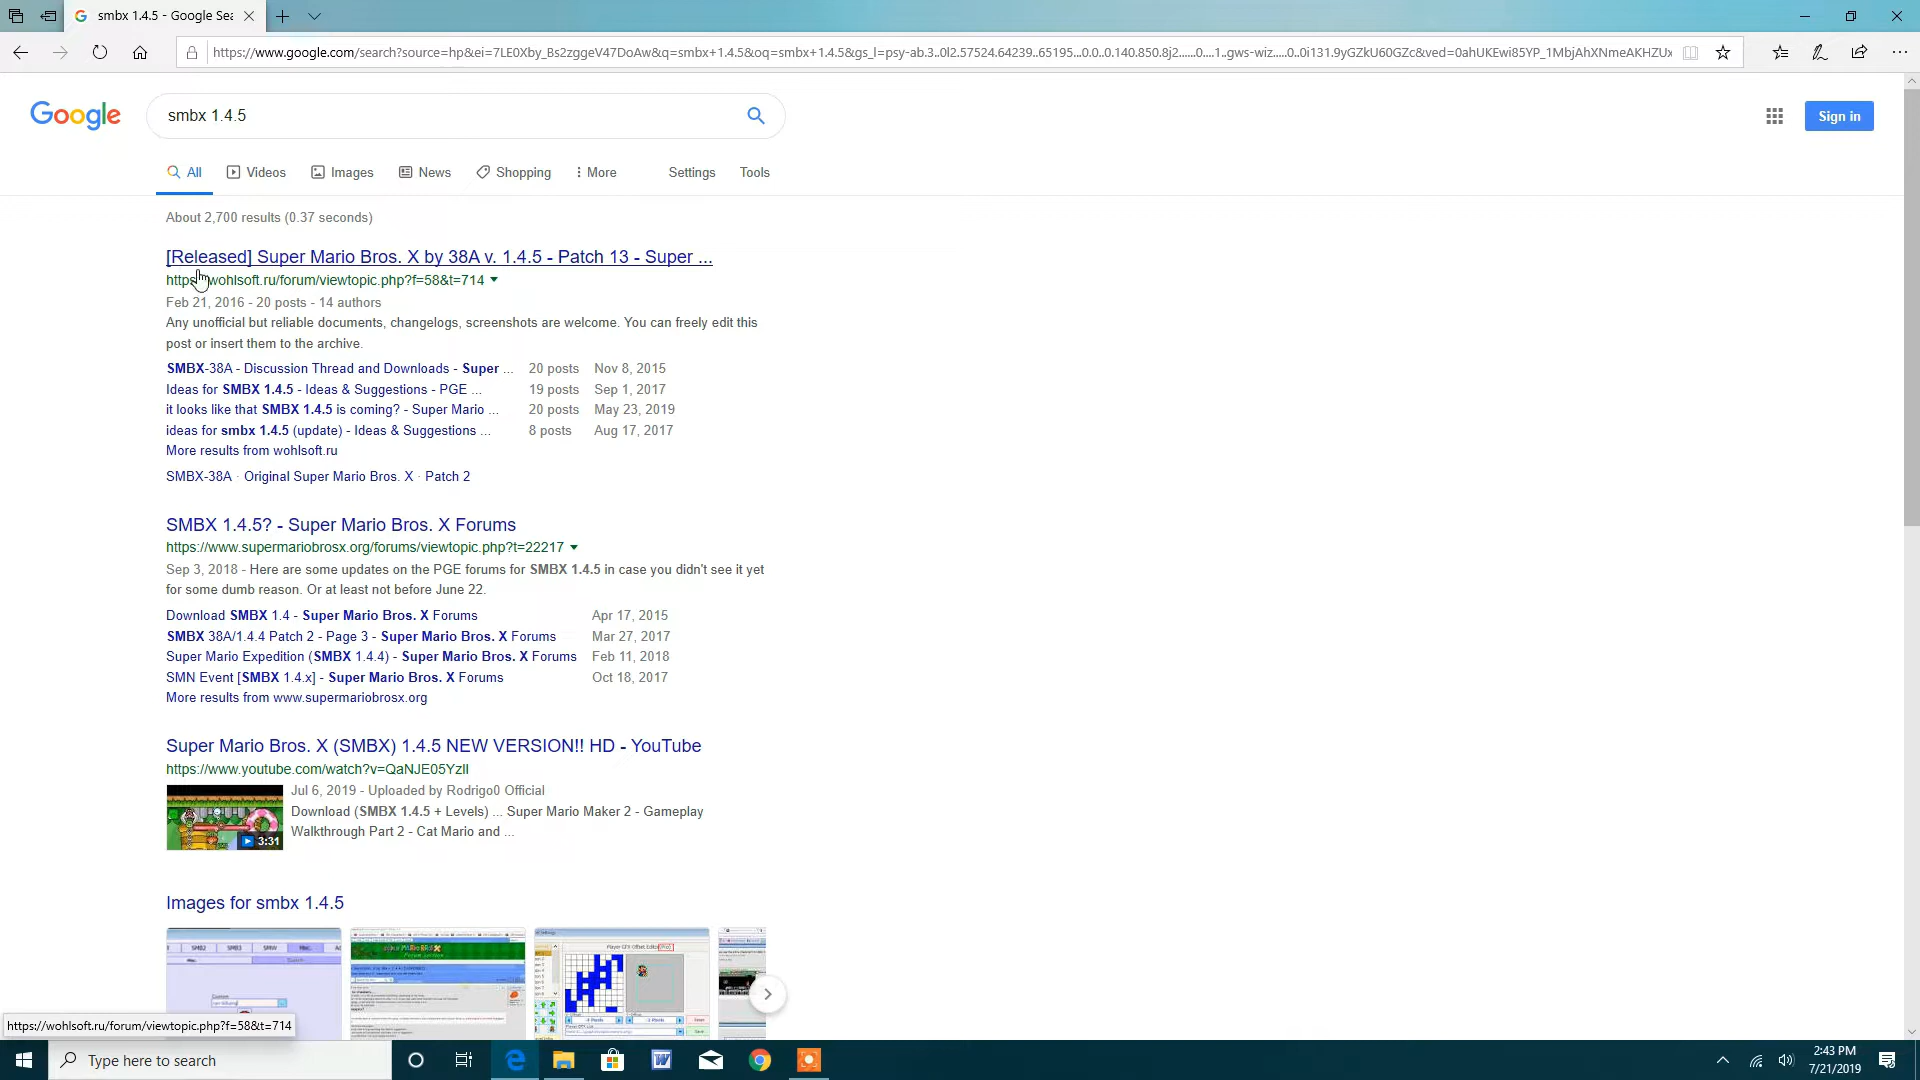 smbx 1.4.5 - Google Sea
https://www.google.com/search?source=hp&ei=7LE0Xby_Bs2zggeV47DoAw&q=smbx+1.4.5&oq=smbx+1.4.5&gs_l=psy-ab.3..0l2.57524.64239..65195...0.0..0.140.850.8j2......0....1..gws-wiz.....0..0i131.9yGZkU60GZc&ved=0ahUKEwi85YP_1MbjAhXNmeAKHZUx
Google
smbx 1.4.5
Sign in
All Videos Images News Shopping More Settings Tools
About 2,700 results (0.37 seconds)
[Released] Super Mario Bros. X by 38A v. 1.4.5 - Patch 13 - Super ...
https://wohlsoft.ru/forum/viewtopic.php?f=58&t=714
Feb 21, 2016 - 20 posts - 14 authors
Any unofficial but reliable documents, changelogs, screenshots are welcome. You can freely edit this
post or insert them to the archive.
SMBX-38A - Discussion Thread and Downloads - Super ... 20 posts Nov 8, 2015
Ideas for SMBX 1.4.5 - Ideas & Suggestions - PGE ... 19 posts Sep 1, 2017
it looks like that SMBX 1.4.5 is coming? - Super Mario ... 20 posts May 23, 2019
ideas for smbx 1.4.5 (update) - Ideas & Suggestions ... 8 posts Aug 17, 2017
More results from wohlsoft.ru
SMBX-38A · Original Super Mario Bros. X · Patch 2
SMBX 1.4.5? - Super Mario Bros. X Forums
https://www.supermariobrosx.org/forums/viewtopic.php?t=22217
Sep 3, 2018 - Here are some updates on the PGE forums for SMBX 1.4.5 in case you didn't see it yet
for some dumb reason. Or at least not before June 22.
Download SMBX 1.4 - Super Mario Bros. X Forums Apr 17, 2015
SMBX 38A/1.4.4 Patch 2 - Page 3 - Super Mario Bros. X Forums Mar 27, 2017
Super Mario Expedition (SMBX 1.4.4) - Super Mario Bros. X Forums Feb 11, 2018
SMN Event [SMBX 1.4.x] - Super Mario Bros. X Forums Oct 18, 2017
More results from www.supermariobrosx.org
Super Mario Bros. X (SMBX) 1.4.5 NEW VERSION!! HD - YouTube
https://www.youtube.com/watch?v=QaNJE05YzlI
Jul 6, 2019 - Uploaded by Rodrigo0 Official
Download (SMBX 1.4.5 + Levels) ... Super Mario Maker 2 - Gameplay
Walkthrough Part 2 - Cat Mario and ...
3:31
Images for smbx 1.4.5
SMB2 SMB3 SMW Misc.
Player GFX Offset Editor
https://wohlsoft.ru/forum/viewtopic.php?f=58&t=714
Type here to search
2:43 PM
7/21/2019